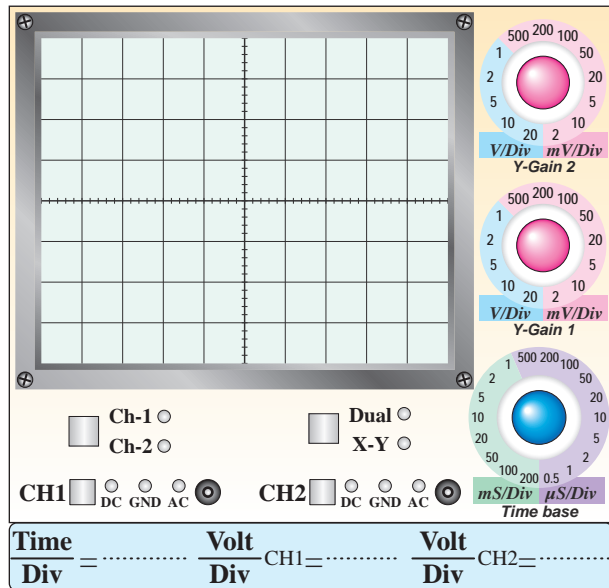 500 200 100
1 50
2 20
5 10
10 20 2
V/Div mV/Div
Y-Gain 2
500 200 100
1 50
2 20
5 5
10 20 2 10
V/Div mV/Div
Y-Gain 1
1 500 200 100
2 50
5 20
10 10
20 5
50 2
100 200 0.5 1
mS/Div µS/Div
Time base
Ch-1
Ch-2
Dual
X-Y
CH1 DC GND AC
CH2 DC GND AC
Time/Div = ............ Volt/Div CH1= ............ Volt/Div CH2= ............